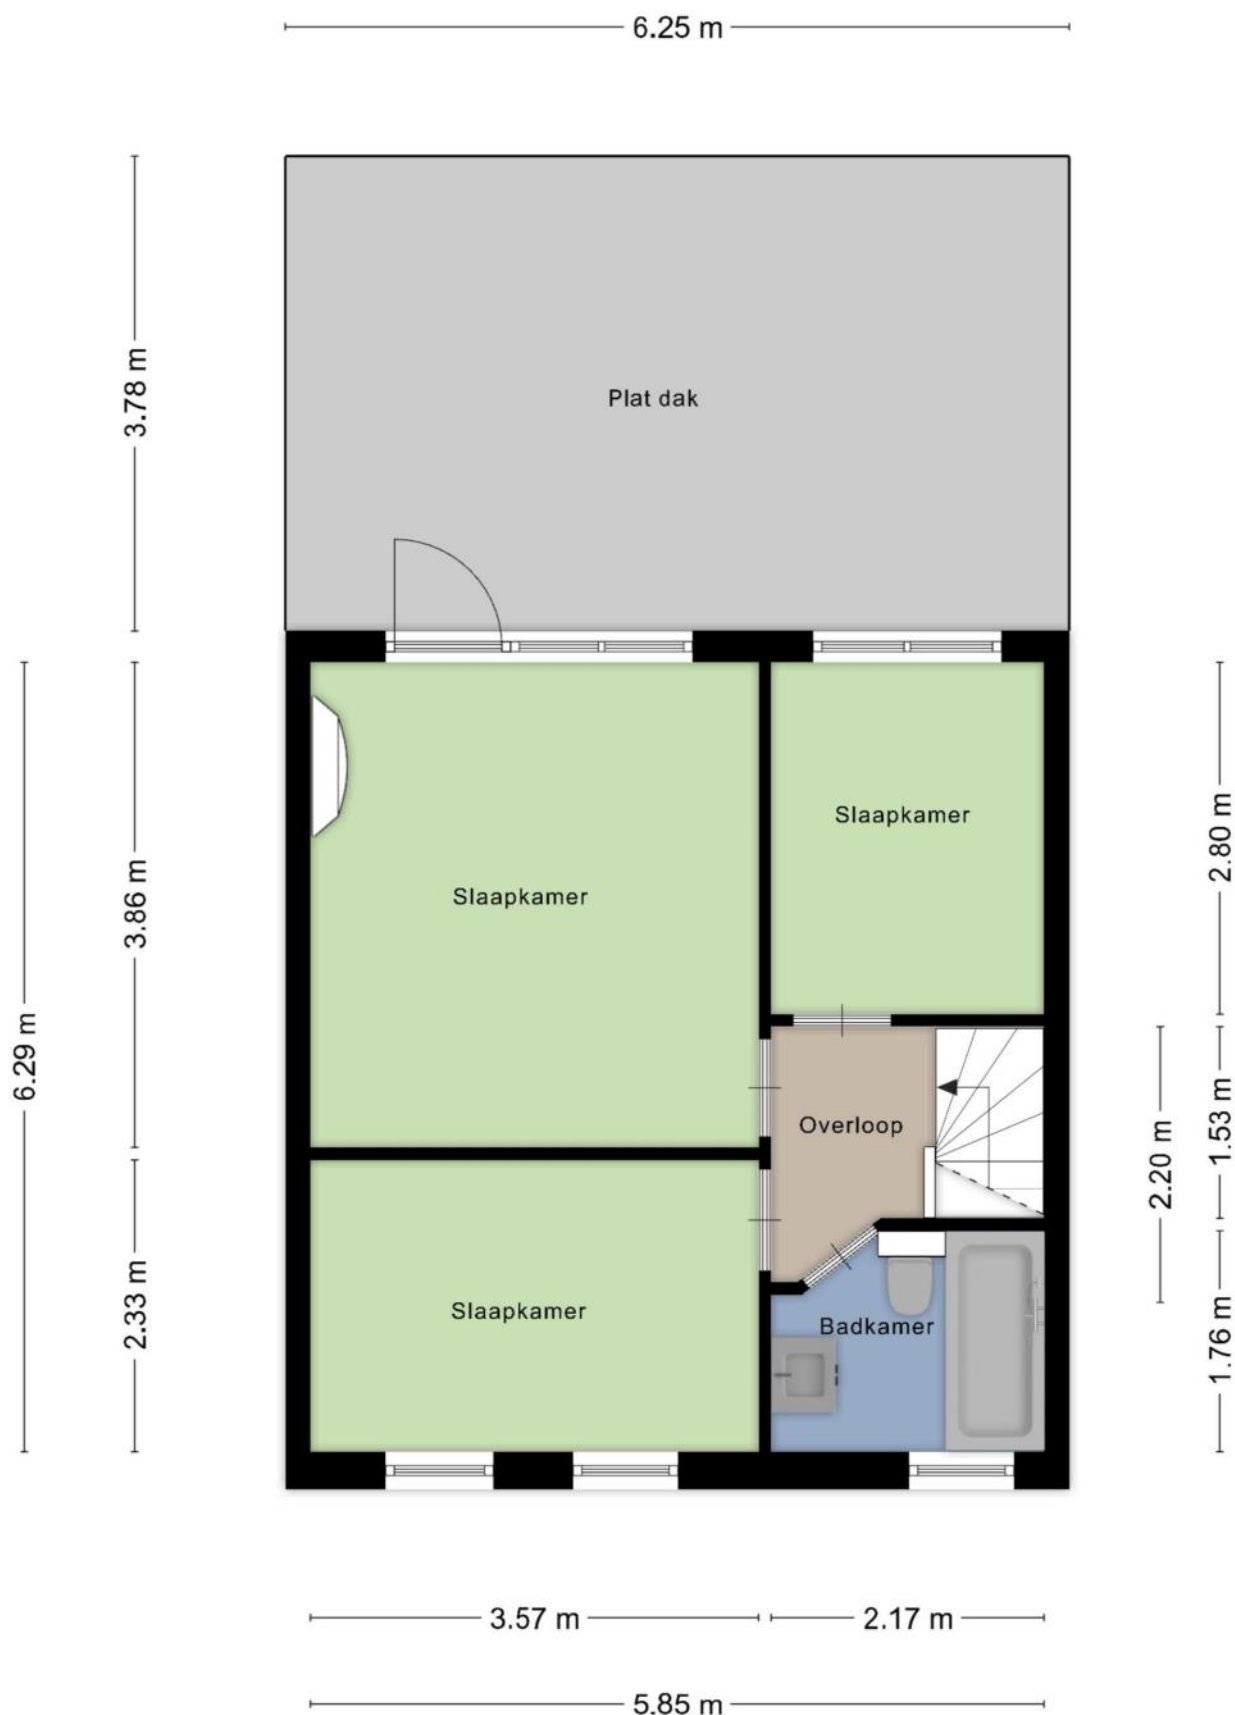 6.25 m
3.78 m
Plat dak
2.80 m
Slaapkamer
3.86 m
Slaapkamer
6.29 m
1.53 m
Overloop
2.20 m
2.33 m
Slaapkamer
Badkamer
1.76 m
3.57 m
2.17 m
5.85 m